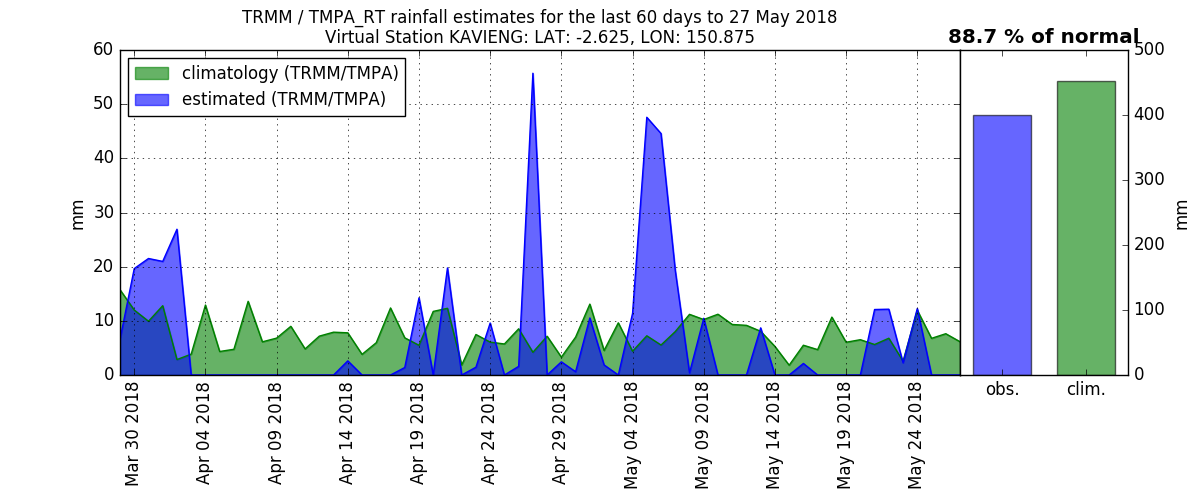 TRMM / TMPA_RT rainfall estimates for the last 60 days to 27 May 2018
Virtual Station KAVIENG: LAT: -2.625, LON: 150.875
88.7 % of normal
climatology (TRMM/TMPA)
estimated (TRMM/TMPA)
60
50
40
30
20
10
0
mm
Mar 30 2018
Apr 04 2018
Apr 09 2018
Apr 14 2018
Apr 19 2018
Apr 24 2018
Apr 29 2018
May 04 2018
May 09 2018
May 14 2018
May 19 2018
May 24 2018
500
400
300
200
100
0
mm
obs.
clim.